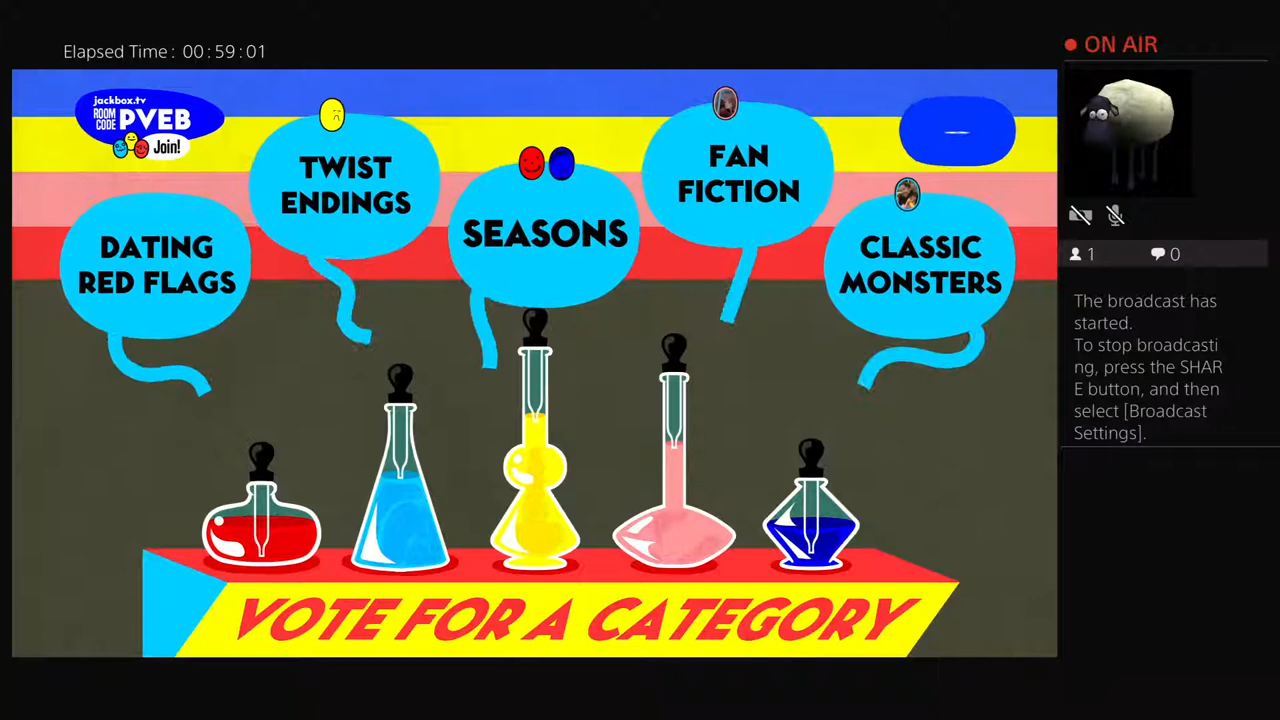 Elapsed Time: 00:59:01
ON AIR
jackbox.tv
ROOM CODE PVEB
Join!
TWIST
ENDINGS
FAN
FICTION
SEASONS
DATING
RED FLAGS
CLASSIC
MONSTERS
VOTE FOR A CATEGORY
1
0
The broadcast has
started.
To stop broadcasti
ng, press the SHAR
E button, and then
select [Broadcast
Settings].